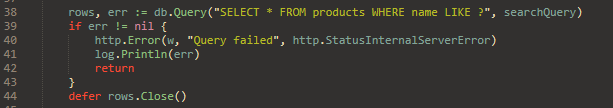 38 rows, err := db.Query("SELECT * FROM products WHERE name LIKE ?", searchQuery)
39 if err != nil {
40 http.Error(w, "Query failed", http.StatusInternalServerError)
41 log.Println(err)
42 return
43 }
44 defer rows.Close()